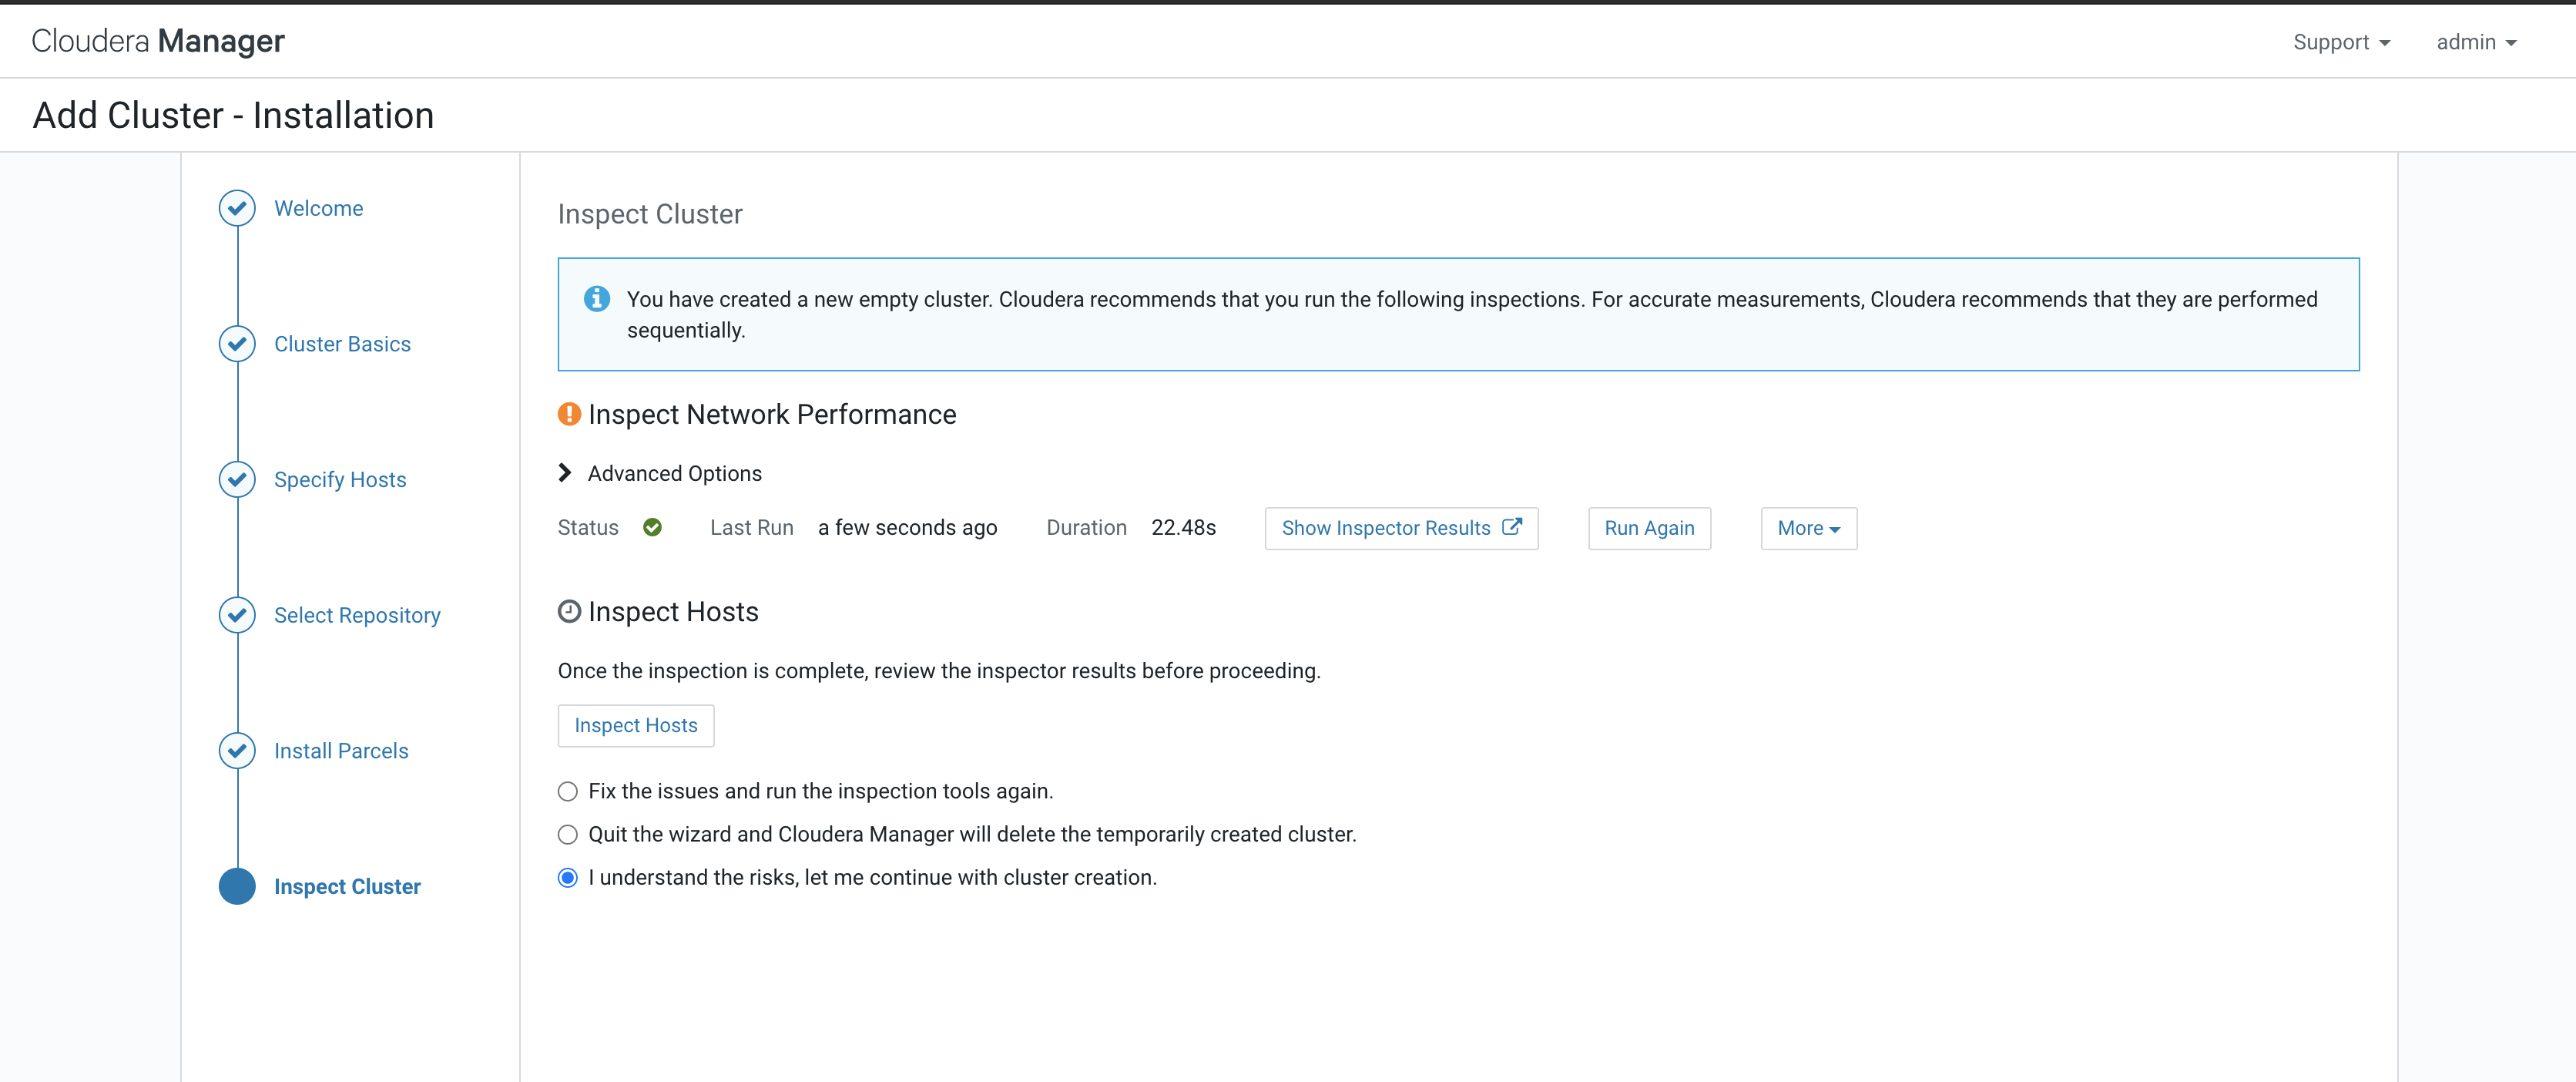 Cloudera Manager
Support
admin
Add Cluster - Installation
Welcome
Cluster Basics
Specify Hosts
Select Repository
Install Parcels
Inspect Cluster
Inspect Cluster
You have created a new empty cluster. Cloudera recommends that you run the following inspections. For accurate measurements, Cloudera recommends that they are performed
sequentially.
Inspect Network Performance
Advanced Options
Status Last Run a few seconds ago Duration 22.48s Show Inspector Results Run Again More
Inspect Hosts
Once the inspection is complete, review the inspector results before proceeding.
Inspect Hosts
Fix the issues and run the inspection tools again.
Quit the wizard and Cloudera Manager will delete the temporarily created cluster.
I understand the risks, let me continue with cluster creation.